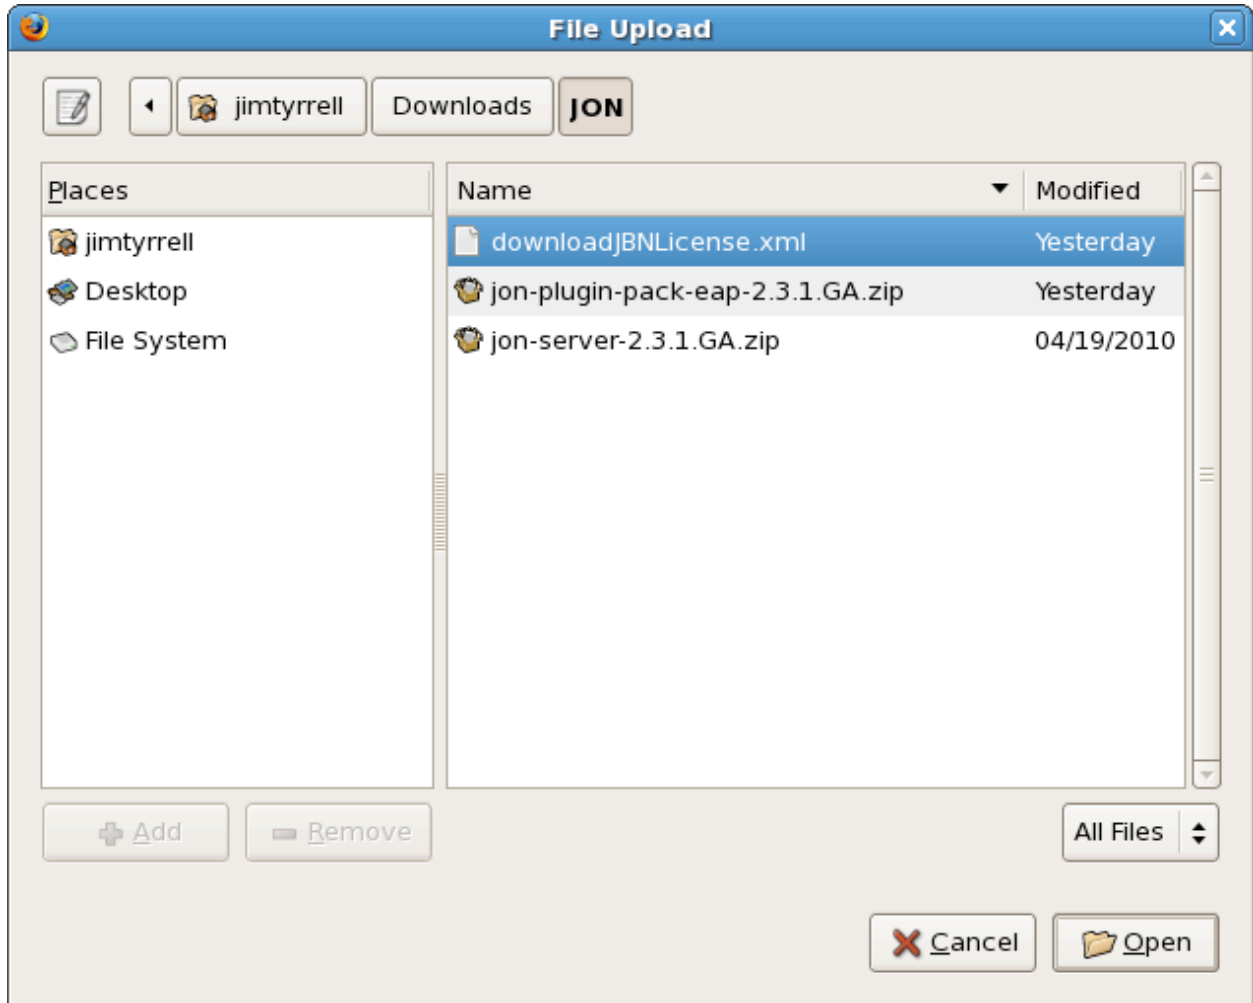 File Upload
jimtyrrell Downloads JON
Places Name Modified
jimtyrrell downloadJBNLicense.xml Yesterday
Desktop jon-plugin-pack-eap-2.3.1.GA.zip Yesterday
File System jon-server-2.3.1.GA.zip 04/19/2010
Add Remove All Files
Cancel Open